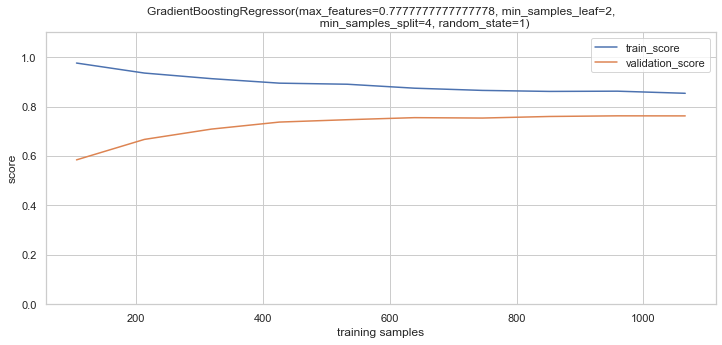 GradientBoostingRegressor(max_features=0.7777777777777778, min_samples_leaf=2,
min_samples_split=4, random_state=1)
train_score
validation_score
1.0
0.8
0.6
0.4
0.2
0.0
score
200
400
600
800
1000
training samples